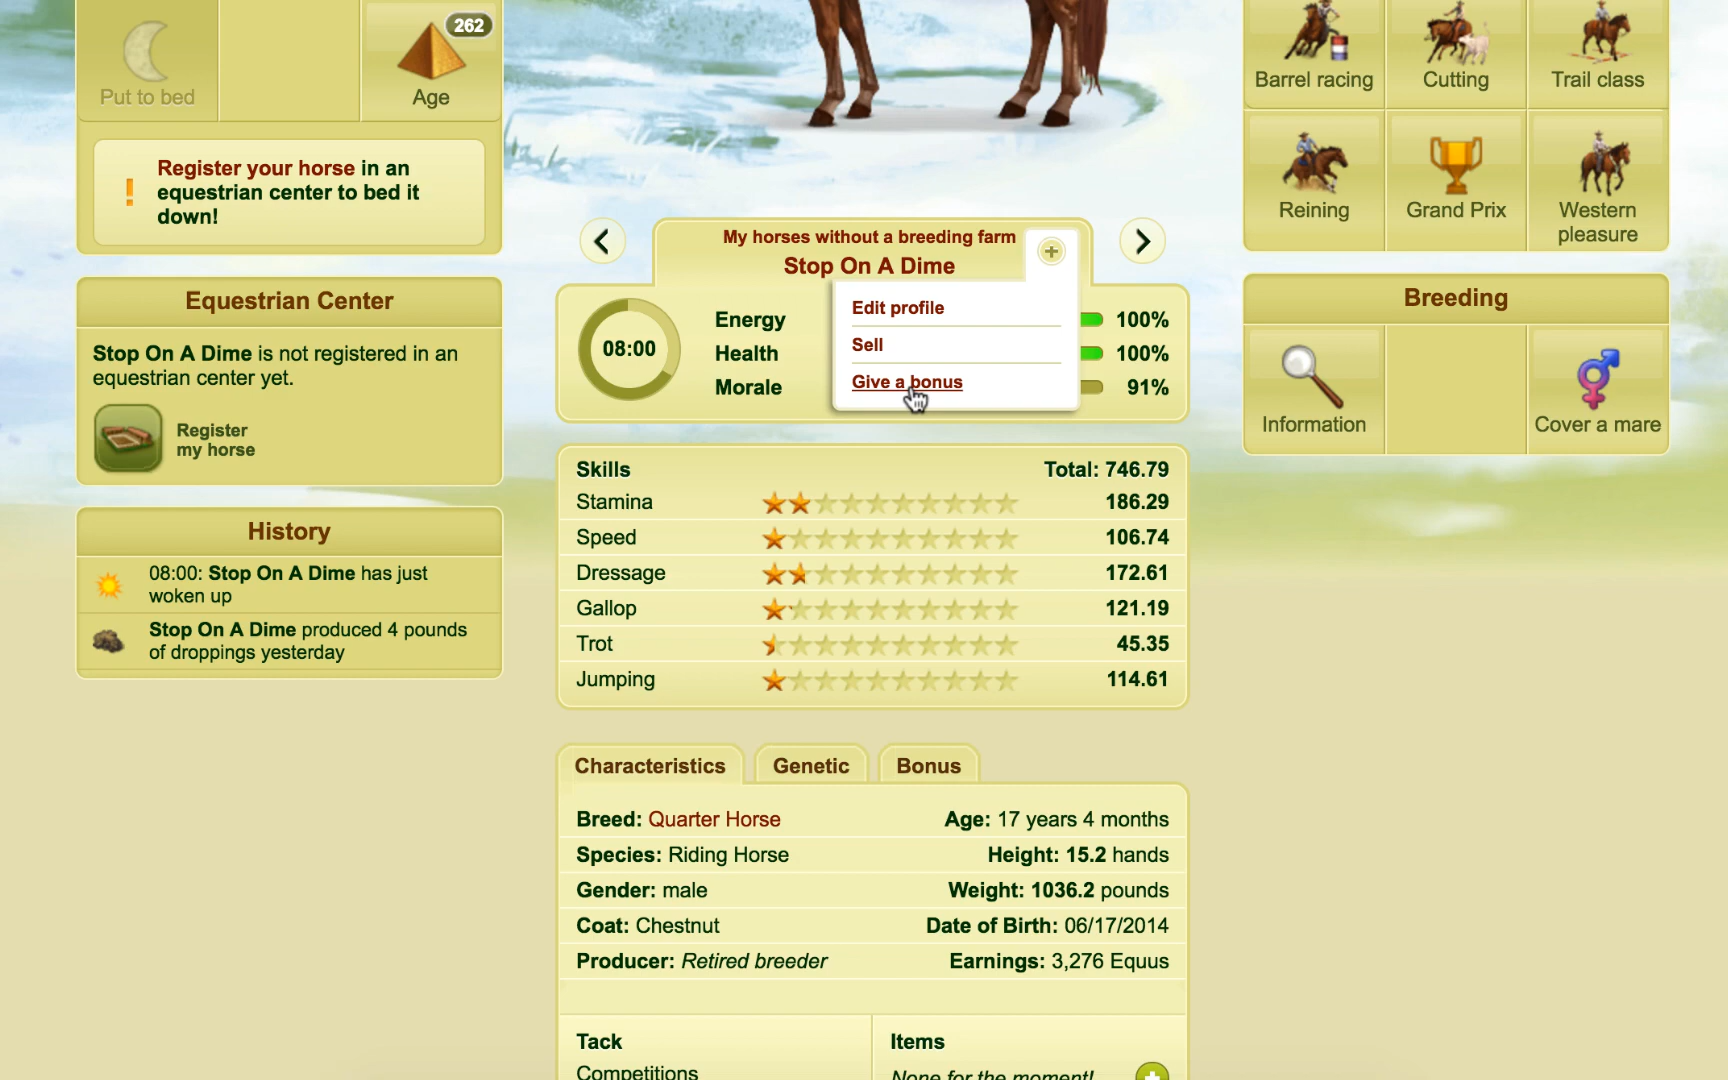 Put to bed
262
Age
Register your horse in an
equestrian center to bed it
down!
Equestrian Center
Stop On A Dime is not registered in an
equestrian center yet.
Register
my horse
History
08:00: Stop On A Dime has just
woken up
Stop On A Dime produced 4 pounds
of droppings yesterday
My horses without a breeding farm
Stop On A Dime
Edit profile
Sell
Give a bonus
08:00
Energy 100%
Health 100%
Morale 91%
Skills Total: 746.79
Stamina 186.29
Speed 106.74
Dressage 172.61
Gallop 121.19
Trot 45.35
Jumping 114.61
Characteristics Genetic Bonus
Breed: Quarter Horse Age: 17 years 4 months
Species: Riding Horse Height: 15.2 hands
Gender: male Weight: 1036.2 pounds
Coat: Chestnut Date of Birth: 06/17/2014
Producer: Retired breeder Earnings: 3,276 Equus
Tack Items
Competitions None for the moment!
Barrel racing Cutting Trail class
Reining Grand Prix Western
pleasure
Breeding
Information Cover a mare